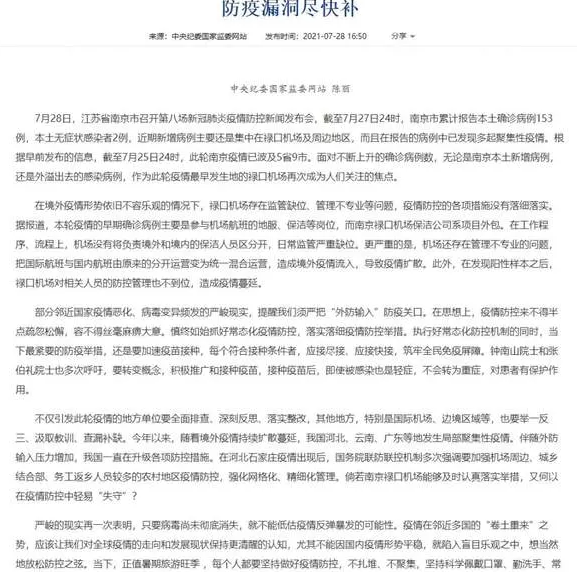 防疫漏洞尽快补
来源：中央纪委国家监委网站 发布时间：2021-07-28 16:50 分享
中央纪委国家监委网站 陈丽
7月28日，江苏省南京市召开第八场新冠肺炎疫情防控新闻发布会，截至7月27日24时，南京市累计报告本土确诊病例153
例，本土无症状感染者2例，近期新增病例主要还是集中在禄口机场及周边地区，而且在报告的病例中已发现多起聚集性疫情。根
据早前发布的信息，截至7月25日24时，此轮南京疫情已波及5省9市。面对不断上升的确诊病例数，无论是南京本土新增病例，
还是外溢出去的感染病例，作为此轮疫情最早发生地的禄口机场再次成为人们关注的焦点。
在境外疫情形势依旧不容乐观的情况下，禄口机场存在监管缺位、管理不专业等问题，疫情防控的各项措施没有落细落实。
据报道，本轮疫情的早期确诊病例主要是参与机场航班的地服、保洁等岗位，而南京禄口机场保洁公司系项目外包。在工作程
序、流程上，机场没有将负责境外和境内的保洁人员区分开，日常监管严重缺位。更严重的是，机场还存在管理不专业的问题，
把国际航班与国内航班由原来的分开运营变为统一混合运营，造成境外疫情流入，导致疫情扩散。此外，在发现阳性样本之后，
禄口机场对相关人员的防控管理也不到位，造成疫情蔓延。
部分邻近国家疫情恶化、病毒变异频发的严峻现实，提醒我们须严把“外防输入”防疫关口。在思想上，疫情防控来不得半
点疏忽松懈，容不得丝毫麻痹大意。慎终如始抓好常态化疫情防控，落实落细疫情防控举措。执行好常态化防控机制的同时，当
下最紧要的防疫举措，还是要加速疫苗接种，每个符合接种条件者，应接尽接、应接快接，筑牢全民免疫屏障。钟南山院士和张
伯礼院士也多次呼吁，要转变概念，积极推广和接种疫苗，接种疫苗后，即使被感染也是轻症，不会转为重症，对患者有保护作
用。
不仅引发此轮疫情的地方单位要全面排查、深刻反思、落实整改，其他地方，特别是国际机场、边境区域等，也要举一反
三、汲取教训、查漏补缺。今年以来，随着境外疫情持续扩散蔓延，我国河北、云南、广东等地发生局部聚集性疫情。伴随外防
输入压力增加，我国一直在升级各项防控措施。在河北石家庄疫情出现后，国务院联防联控机制多次强调要加强机场周边、城乡
结合部、务工返乡人员较多的农村地区疫情防控，强化网格化、精细化管理。倘若南京禄口机场能够及时认真落实举措，又何以
在疫情防控中轻易“失守”？
严峻的现实再一次表明，只要病毒尚未彻底消失，就不能低估疫情反弹暴发的可能性。疫情在邻近多国的“卷土重来”之
势，应该让我们对全球疫情的走向和发展现状保持更清醒的认知，尤其不能因国内疫情形势平稳，就陷入盲目乐观之中，想当然
地放松防控之弦。当下，正值暑期旅游旺季，每个人都要坚持做好疫情防控，不扎堆、不聚集，坚持科学佩戴口罩、勤洗手、常